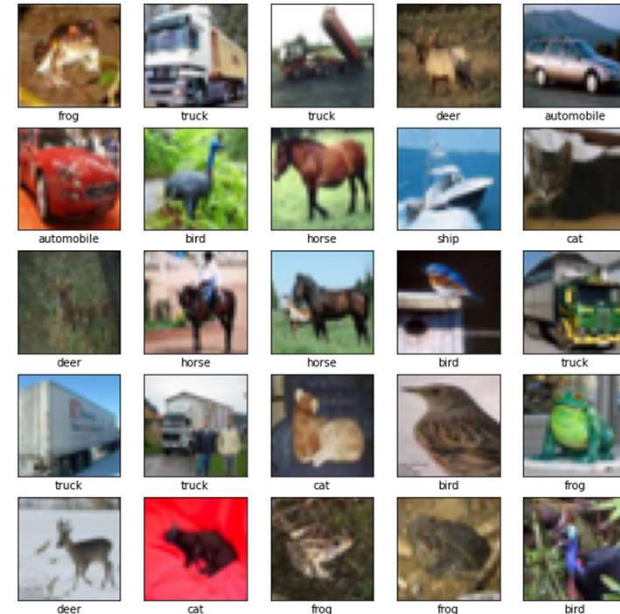 frog truck truck deer automobile
automobile bird horse ship cat
deer horse horse bird truck
truck truck cat bird frog
deer cat frog frog bird